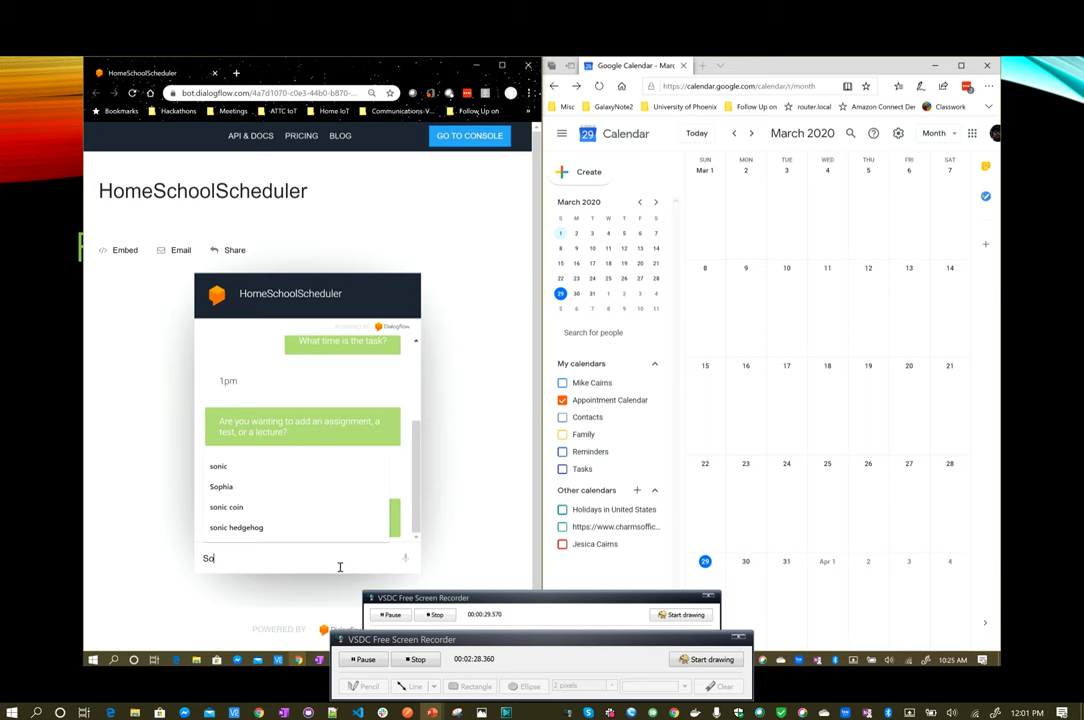 HomeSchoolScheduler
bot.dialogflow.com/4a7d1070-c0e3-44b0-b870-...
Bookmarks Hackathons Meetings -ATTC IoT Home IoT Communications-V... Follow Up on
API & DOCS PRICING BLOG GO TO CONSOLE
HomeSchoolScheduler
Embed Email Share
HomeSchoolScheduler
POWERED BY Dialogflow
What time is the task?
1pm
Are you wanting to add an assignment, a
test, or a lecture?
sonic
Sophia
sonic coin
sonic hedgehog
So
POWERED BY
Google Calendar - Marc
https://calendar.google.com/calendar/r/month
Misc GalaxyNote2 University of Phoenix Follow Up on router.local Amazon Connect Der Classwork
29 Calendar Today March 2020 Month
Create
March 2020
S M T W T F S
1 2 3 4 5 6 7
8 9 10 11 12 13 14
15 16 17 18 19 20 21
22 23 24 25 26 27 28
29 30 31 1 2 3 4
5 6 7 8 9 10 11
Search for people
My calendars
Mike Cairns
Appointment Calendar
Contacts
Family
Reminders
Tasks
Other calendars
Holidays in United States
https://www.charmsoffic...
Jesica Cairns
SUN MON TUE WED THU FRI SAT
Mar 1 2 3 4 5 6 7
8 9 10 11 12 13 14
15 16 17 18 19 20 21
22 23 24 25 26 27 28
29 30 31 Apr 1 2 3 4
VSDC Free Screen Recorder
Pause Stop 00:00:29.570 Start drawing
VSDC Free Screen Recorder
Pause Stop 00:02:28.360 Start drawing
Pencil Line Rectangle Ellipse 2 pixels Clear
10:25 AM
12:01 PM